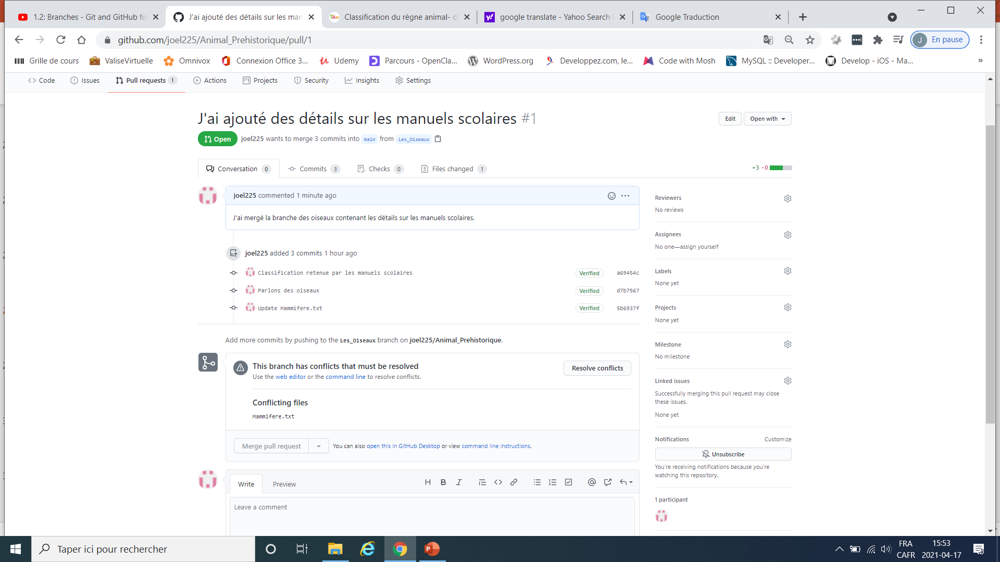 1.2: Branches - Git and GitHub fo
J'ai ajouté des détails sur les man
Classification du règne animal- cl
google translate - Yahoo Search
Google Traduction
github.com/joel225/Animal_Prehistorique/pull/1
J
En pause
Grille de cours
ValiseVirtuelle
Omnivox
Connexion Office 3...
Udemy
Parcours - OpenCla...
WordPress.org
Developpez.com, le...
Code with Mosh
MySQL :: Developer...
Develop - iOS - Ma...
»
Code
Issues
Pull requests 1
Actions
Projects
Security
Insights
Settings
J'ai ajouté des détails sur les manuels scolaires #1
Edit
Open with
Open
joel225 wants to merge 3 commits into main from Les_Oiseaux
Conversation 0
Commits 3
Checks 0
Files changed 1
+3 −0
joel225 commented 1 minute ago
J'ai mergé la branche des oiseaux contenant les détails sur les manuels scolaires.
joel225 added 3 commits 1 hour ago
Classification retenue par les manuels scolaires Verified a69454c
Parlons des oiseaux Verified d7b7567
Update Mammifere.txt Verified 5b6937f
Add more commits by pushing to the Les_Oiseaux branch on joel225/Animal_Prehistorique.
This branch has conflicts that must be resolved
Use the web editor or the command line to resolve conflicts.
Resolve conflicts
Conflicting files
Mammifere.txt
Merge pull request
You can also open this in GitHub Desktop or view command line instructions.
Write
Preview
Leave a comment
Reviewers
No reviews
Assignees
No one—assign yourself
Labels
None yet
Projects
None yet
Milestone
No milestone
Linked issues
Successfully merging this pull request may close
these issues.
None yet
Notifications
Customize
Unsubscribe
You're receiving notifications because you're
watching this repository.
1 participant
Taper ici pour rechercher
FRA
CAFR
15:53
2021-04-17